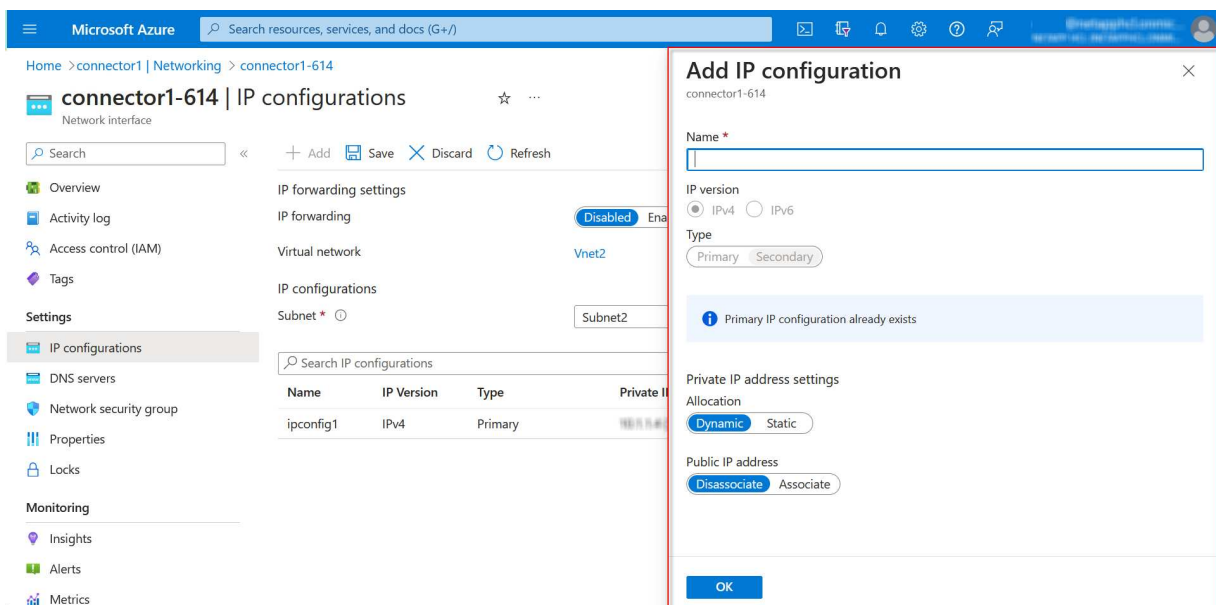 Microsoft Azure
Search resources, services, and docs (G+/)
Home >connector1 | Networking > connector1-614
connector1-614 | IP configurations
Network interface
Search
Overview
Activity log
Access control (IAM)
Tags
Settings
IP configurations
DNS servers
Network security group
Properties
Locks
Monitoring
Insights
Alerts
Metrics
Add Save Discard Refresh
IP forwarding settings
IP forwarding Disabled Ena
Virtual network Vnet2
IP configurations
Subnet * Subnet2
Search IP configurations
Name IP Version Type Private I
ipconfig1 IPv4 Primary
Add IP configuration
connector1-614
Name *
IP version
IPv4 IPv6
Type
Primary Secondary
Primary IP configuration already exists
Private IP address settings
Allocation
Dynamic Static
Public IP address
Disassociate Associate
OK